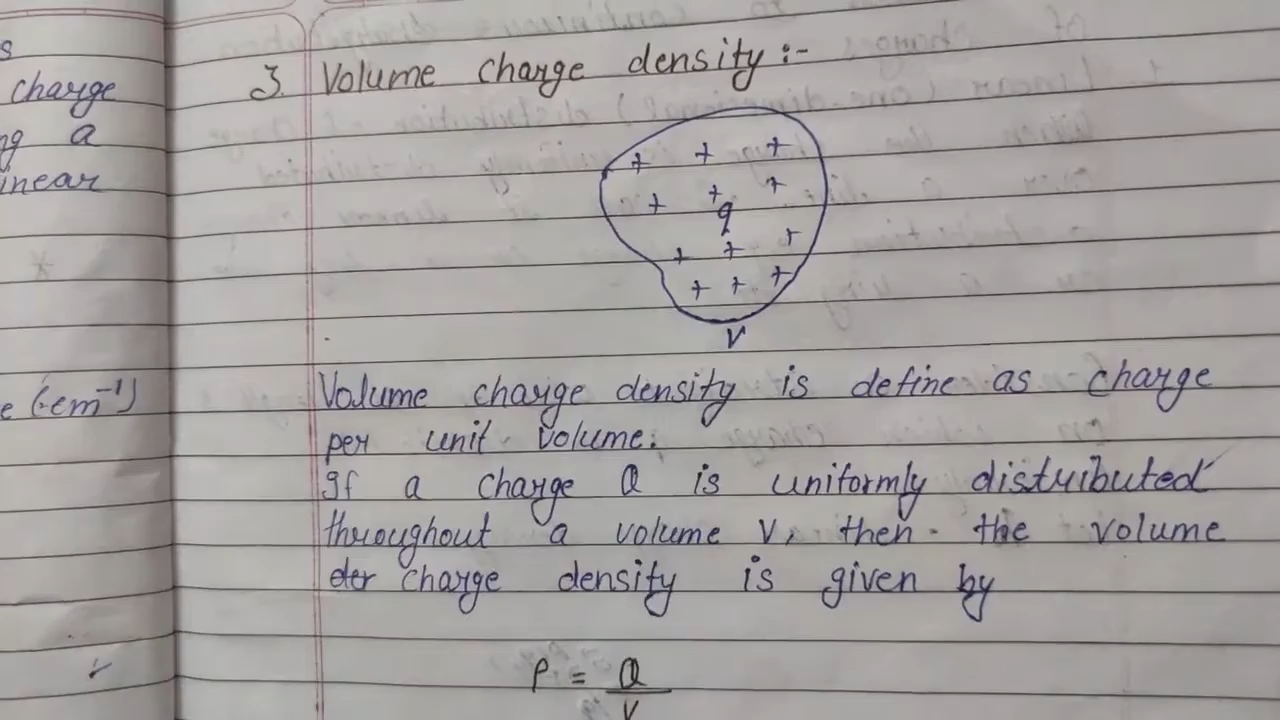 s
charge
ng a
inear
e (cm⁻¹)
3. Volume charge density :-
+ + +
+ + +
q
+ + +
+ + +
V
Volume charge density is define as charge
per unit volume.
If a charge Q is uniformly distributed
throughout a volume V, then the volume
charge density is given by
ρ = Q
V